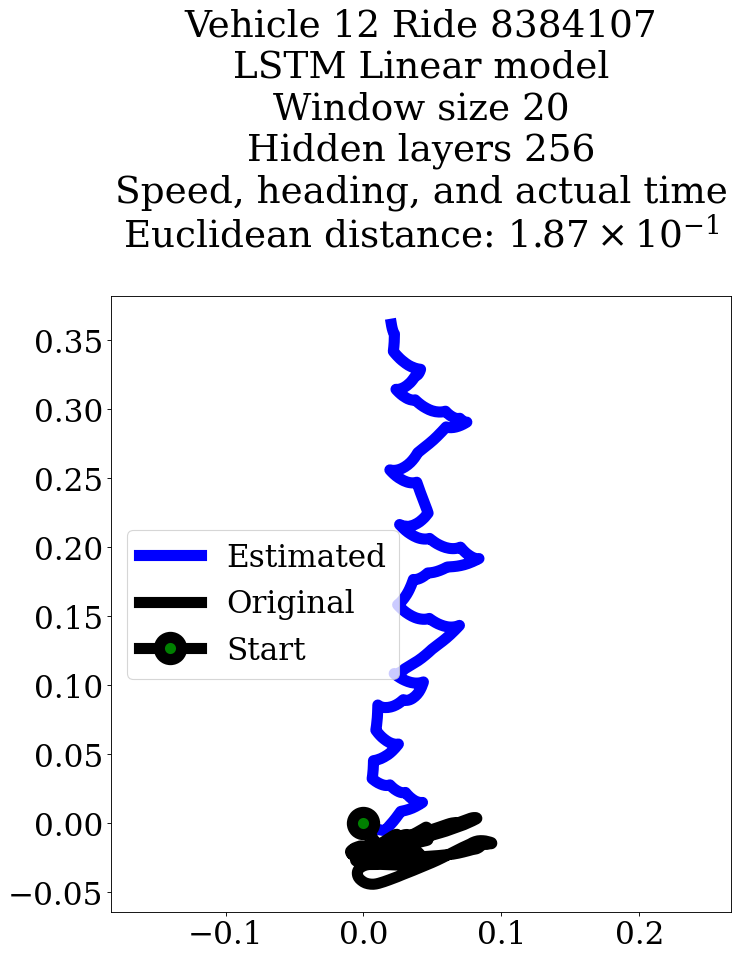 Vehicle 12 Ride 8384107
LSTM Linear model
Window size 20
Hidden layers 256
Speed, heading, and actual time
Euclidean distance: 1.87 × 10⁻¹
0.35
0.30
0.25
0.20
0.15
0.10
0.05
0.00
−0.05
Estimated
Original
Start
−0.1 0.0 0.1 0.2